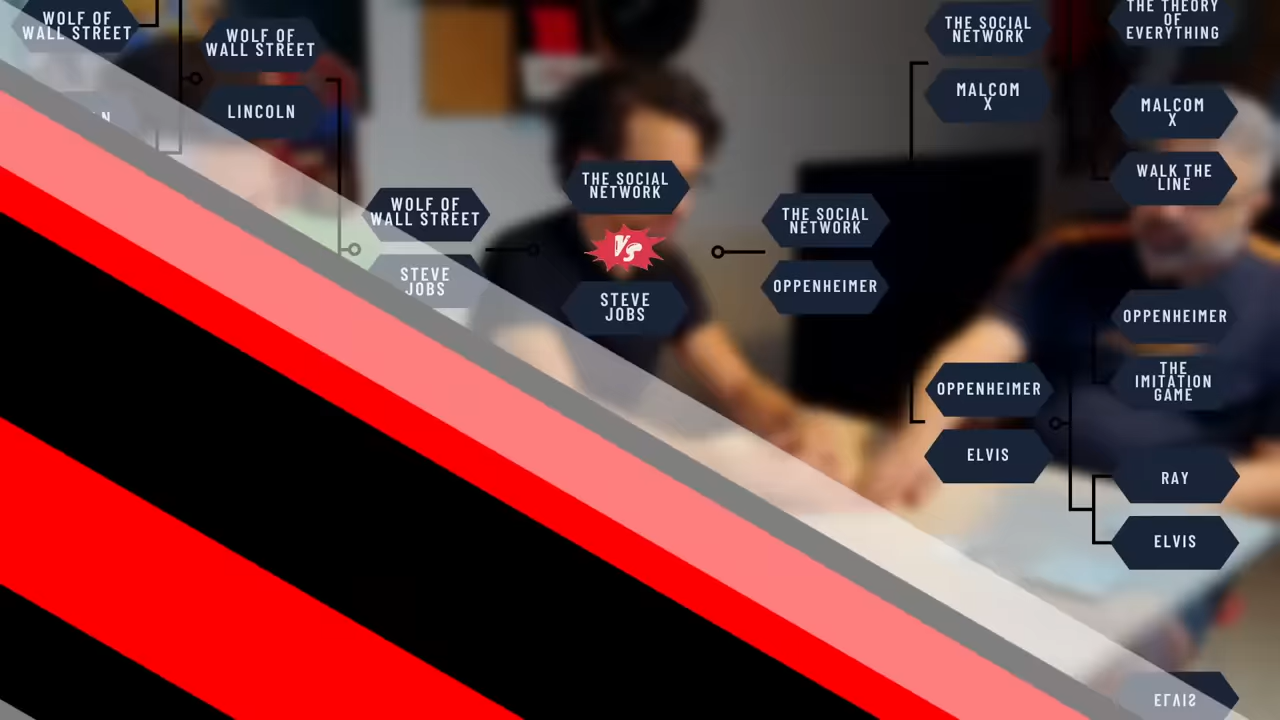 WOLF OF
WALL STREET
N
WOLF OF
WALL STREET
LINCOLN
WOLF OF
WALL STREET
STEVE
JOBS
THE SOCIAL
NETWORK
VS
STEVE
JOBS
THE SOCIAL
NETWORK
OPPENHEIMER
THE SOCIAL
NETWORK
MALCOM
X
OPPENHEIMER
ELVIS
THE THEORY
OF
EVERYTHING
MALCOM
X
WALK THE
LINE
OPPENHEIMER
THE
IMITATION
GAME
RAY
ELVIS
ELVIS